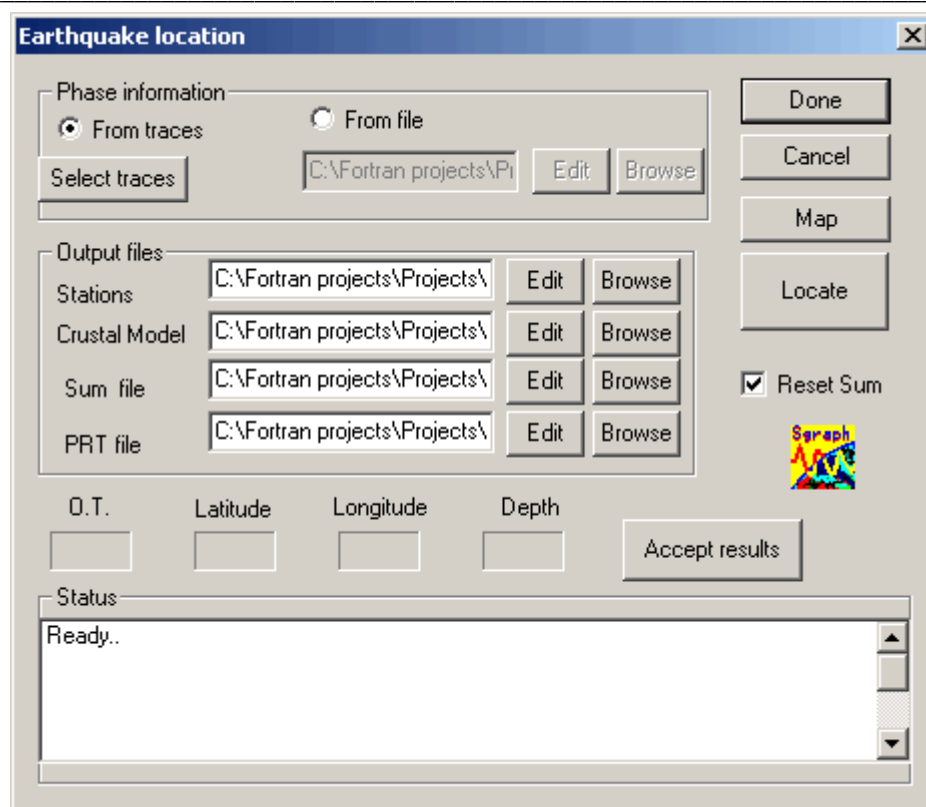 Earthquake location
Phase information
From traces
From file
Select traces
C:\Fortran projects\Pr
Edit
Browse
Done
Cancel
Map
Locate
Output files
Stations
C:\Fortran projects\Projects\
Edit
Browse
Crustal Model
C:\Fortran projects\Projects\
Edit
Browse
Sum file
C:\Fortran projects\Projects\
Edit
Browse
PRT file
C:\Fortran projects\Projects\
Edit
Browse
Reset Sum
Sgraph
O.T.
Latitude
Longitude
Depth
Accept results
Status
Ready..